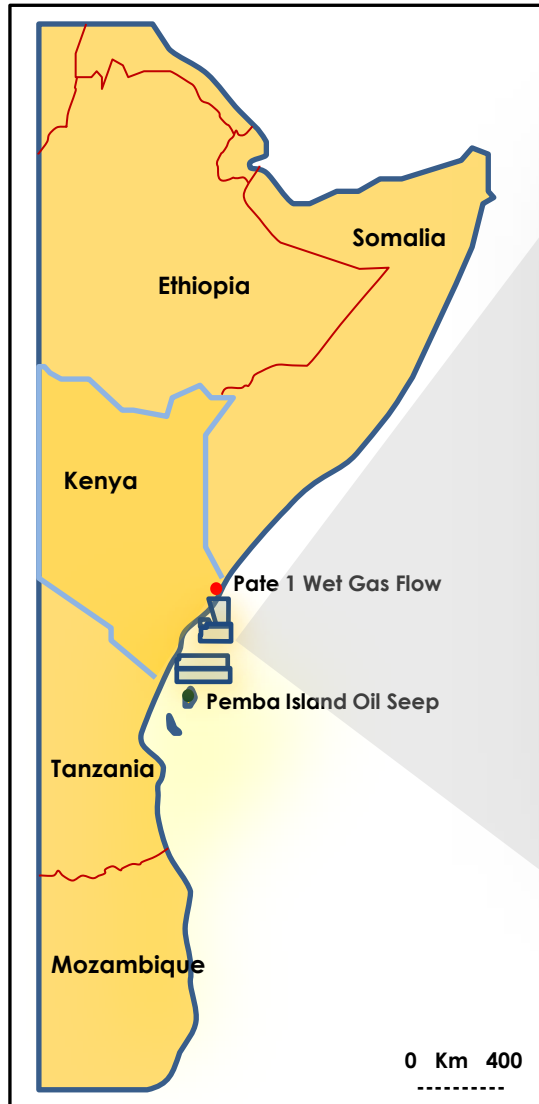 Somalia
Ethiopia
Kenya
Pate 1 Wet Gas Flow
Pemba Island Oil Seep
Tanzania
Mozambique
0 Km 400